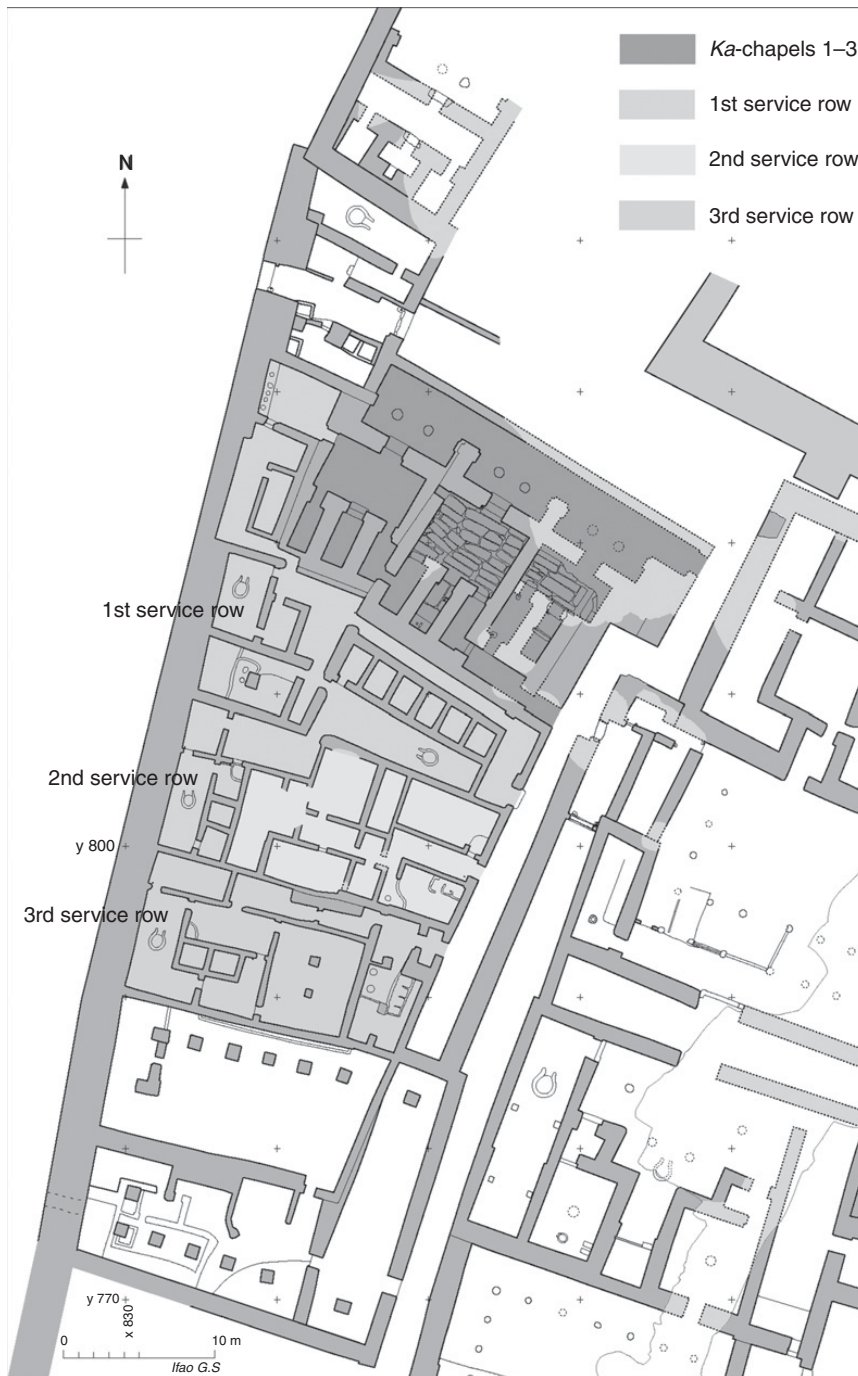 Ka-chapels 1–3
1st service row
2nd service row
3rd service row
N
1st service row
2nd service row
y 800
3rd service row
y 770
x 830
0 10 m
Ifao G.S